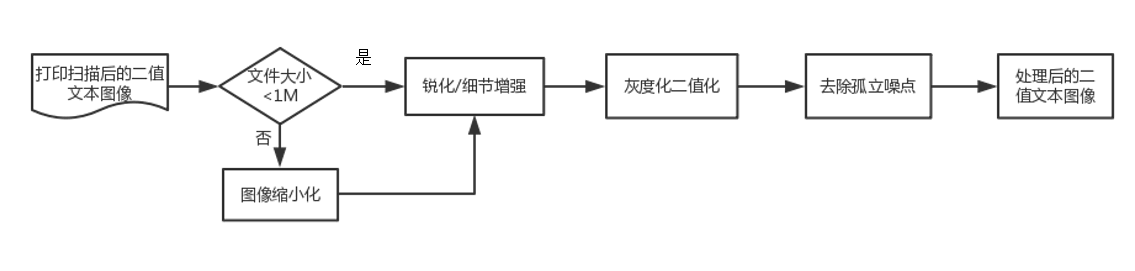 打印扫描后的二值
文本图像
文件大小
<1M
是
否
图像缩小化
锐化/细节增强
灰度化二值化
去除孤立噪点
处理后的二
值文本图像